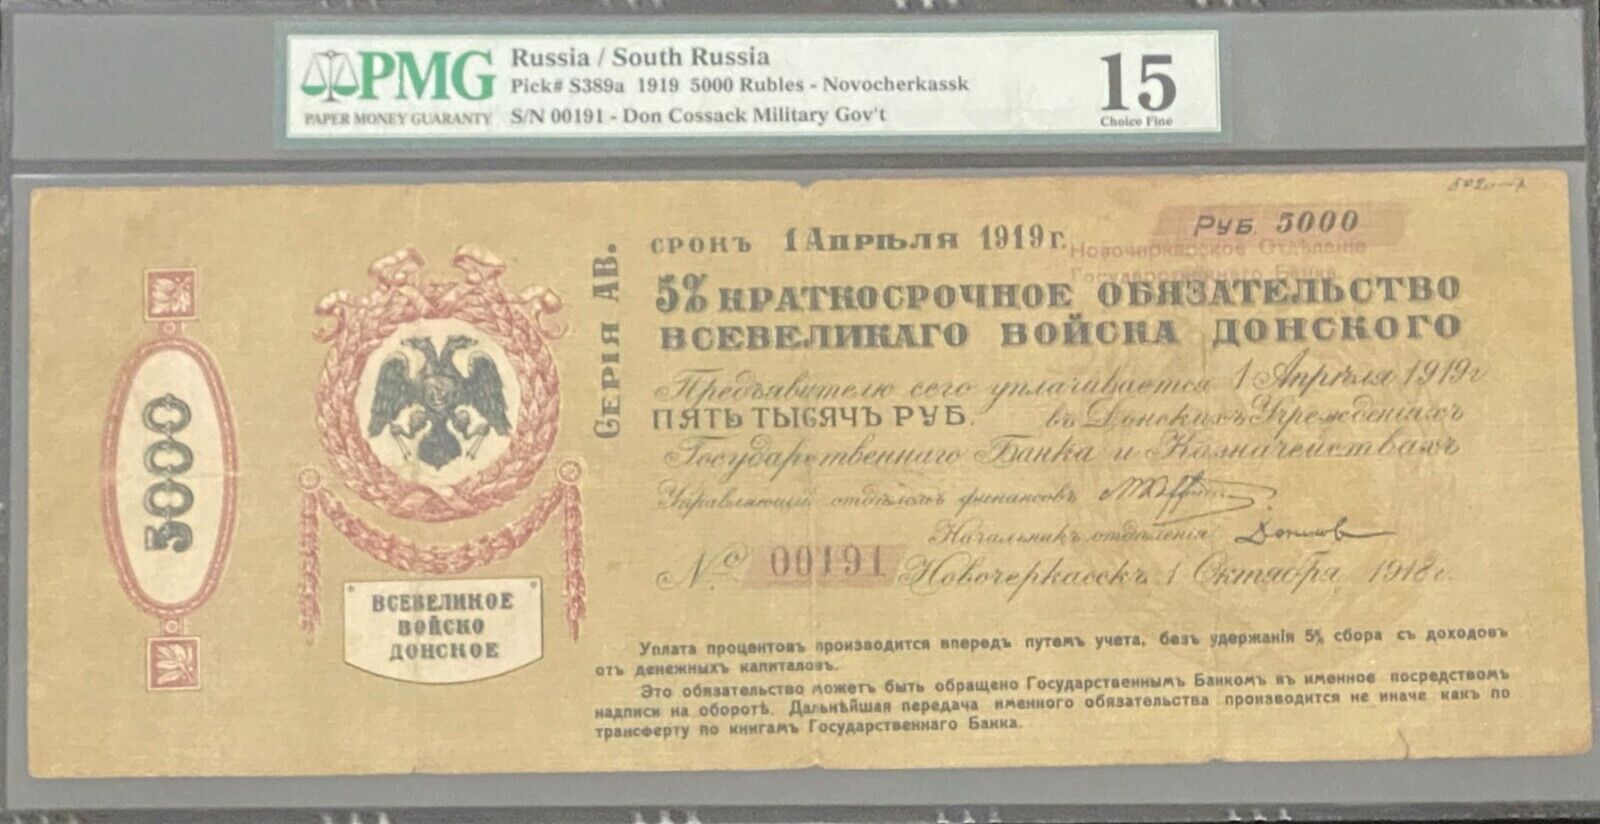 PMG
PAPER MONEY GUARANTY
Russia / South Russia
Pick# S389a 1919 5000 Rubles - Novocherkassk
S/N 00191 - Don Cossack Military Gov't
15
Choice Fine
5000
ВСЕВЕЛИКОЕ
ВОЙСКО
ДОНСКОЕ
Серія АВ.
срокъ 1 Апрѣля 1919 г.
Руб. 5000
Новочеркасское Отдѣленіе
Государственнаго Банка.
5% КРАТКОСРОЧНОЕ ОБЯЗАТЕЛЬСТВО
ВСЕВЕЛИКАГО ВОЙСКА ДОНСКОГО
Предъявителю сего уплачивается 1 Апрѣля 1919 г
ПЯТЬ ТЫСЯЧЪ РУБ. въ Донскихъ Учрежденіяхъ
Государственнаго Банка и Казначействахъ
Управляющій отдѣломъ финансовъ
Начальникъ отдѣленія
№ 00191 Новочеркасскъ 1 Октября 1918 г.
Уплата процентовъ производится впередъ путемъ учета, безъ удержанія 5% сбора съ доходовъ
отъ денежныхъ капиталовъ.
Это обязательство можетъ быть обращено Государственнымъ Банкомъ въ именное посредствомъ
надписи на оборотѣ. Дальнѣйшая передача именного обязательства производится не иначе какъ по
трансферту по книгамъ Государственнаго Банка.